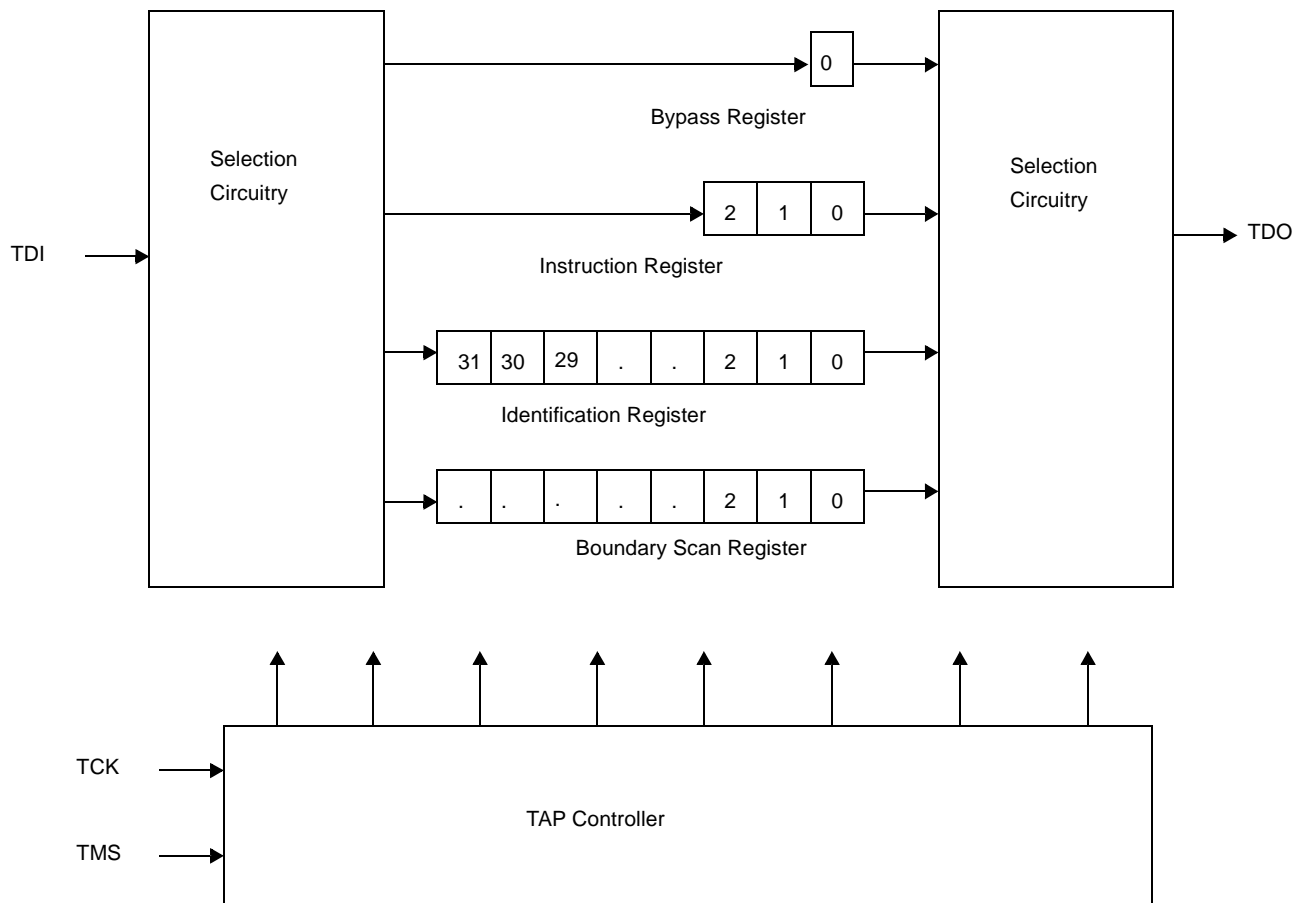 0
Bypass Register
Selection
Circuitry
Selection
Circuitry
2 1 0
TDI
TDO
Instruction Register
31 30 29 . . 2 1 0
Identification Register
. . . . . 2 1 0
Boundary Scan Register
TCK
TAP Controller
TMS